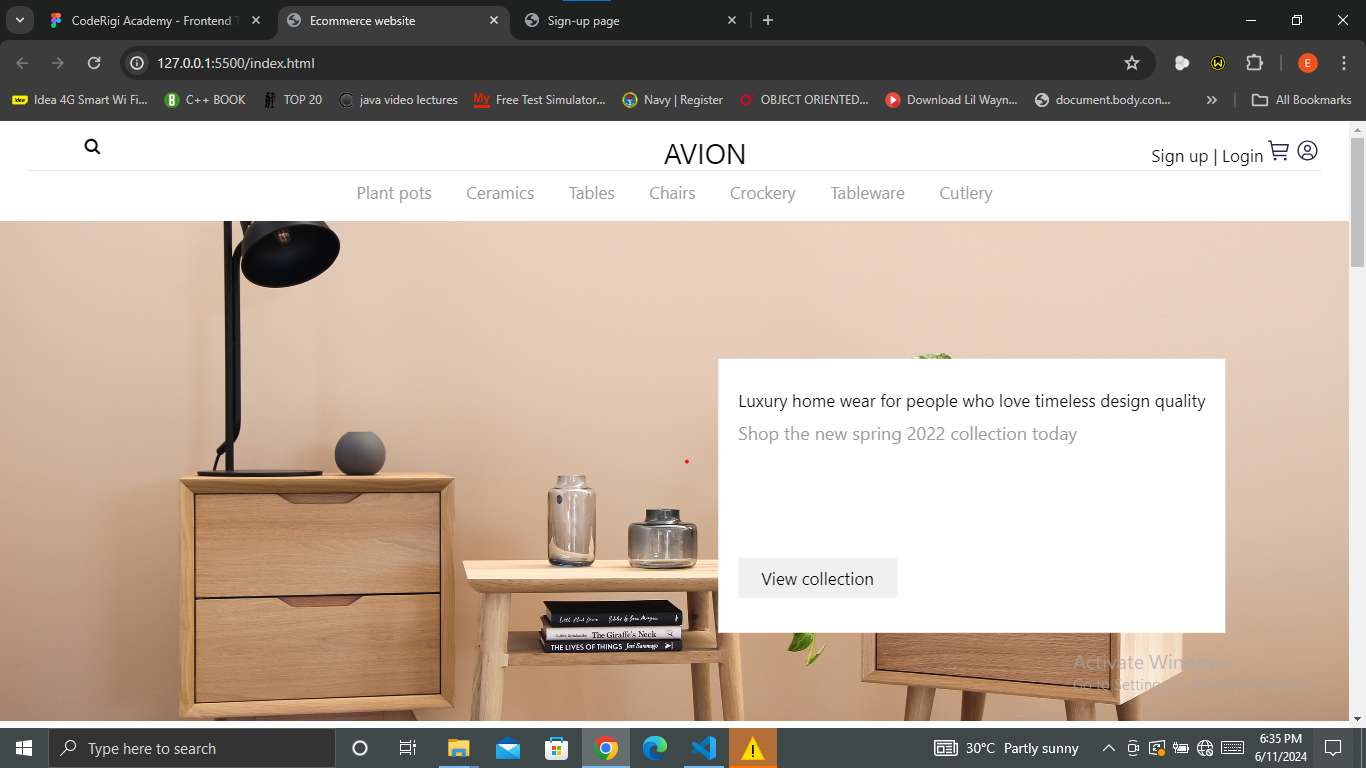 CodeRigi Academy - Frontend
Ecommerce website
Sign-up page
127.0.0.1:5500/index.html
E
Idea 4G Smart Wi Fi...
C++ BOOK
TOP 20
java video lectures
My
Free Test Simulator...
Navy | Register
OBJECT ORIENTED...
Download Lil Wayn...
document.body.con...
All Bookmarks
AVION
Sign up | Login
Plant pots
Ceramics
Tables
Chairs
Crockery
Tableware
Cutlery
Luxury home wear for people who love timeless design quality
Shop the new spring 2022 collection today
View collection
The Giraffe's Neck
THE LIVES OF THINGS José Saramago
Activate Windows
Go to Settings
Type here to search
30°C Partly sunny
6:35 PM
6/11/2024